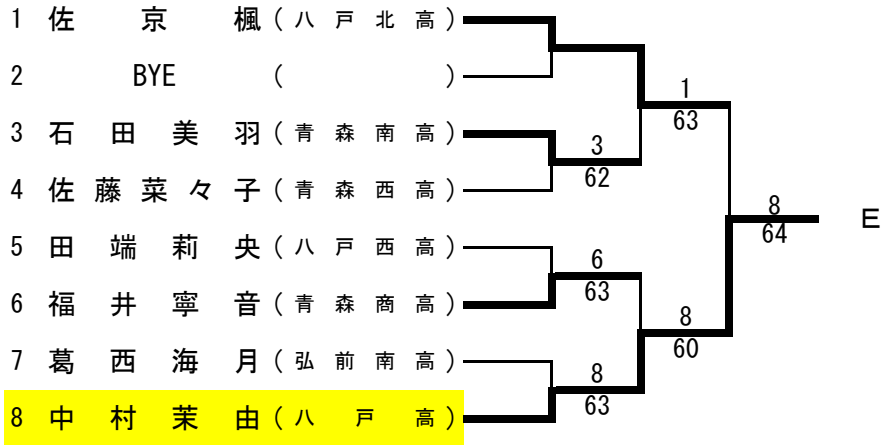 1 佐 京 楓 ( 八 戸 北 高 )
2 BYE ( )
3 石 田 美 羽 ( 青 森 南 高 )
4 佐 藤 菜 々 子 ( 青 森 西 高 )
5 田 端 莉 央 ( 八 戸 西 高 )
6 福 井 寧 音 ( 青 森 商 高 )
7 葛 西 海 月 ( 弘 前 南 高 )
8 中 村 茉 由 ( 八 戸 高 )
3
62
6
63
8
63
1
63
8
60
8
64
E